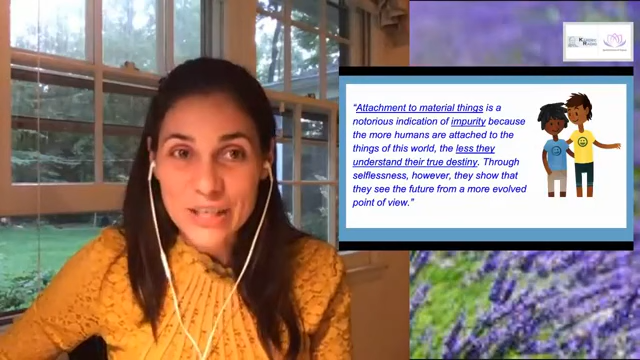 “Attachment to material things is a
notorious indication of impurity because
the more humans are attached to the
things of this world, the less they
understand their true destiny. Through
selflessness, however, they show that
they see the future from a more evolved
point of view.”